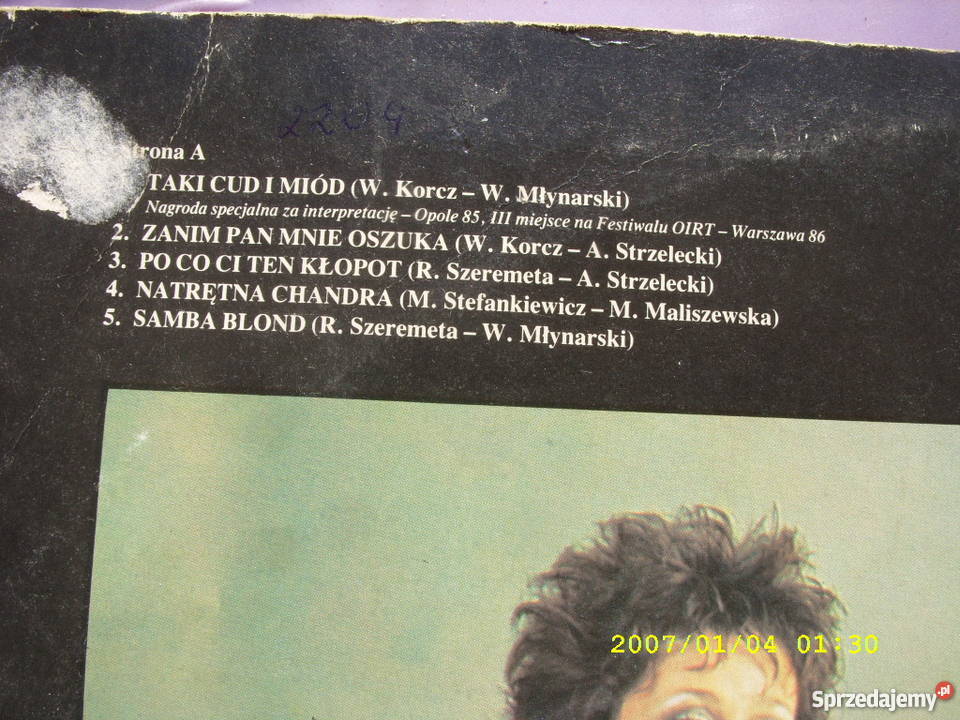 2204
trona A
TAKI CUD I MIÓD (W. Korcz – W. Młynarski)
Nagroda specjalna za interpretację – Opole 85, III miejsce na Festiwalu OIRT – Warszawa 86
2. ZANIM PAN MNIE OSZUKA (W. Korcz – A. Strzelecki)
3. PO CO CI TEN KŁOPOT (R. Szeremeta – A. Strzelecki)
4. NATRĘTNA CHANDRA (M. Stefankiewicz – M. Maliszewska)
5. SAMBA BLOND (R. Szeremeta – W. Młynarski)
2007/01/04 01:30
Sprzedajemy.pl